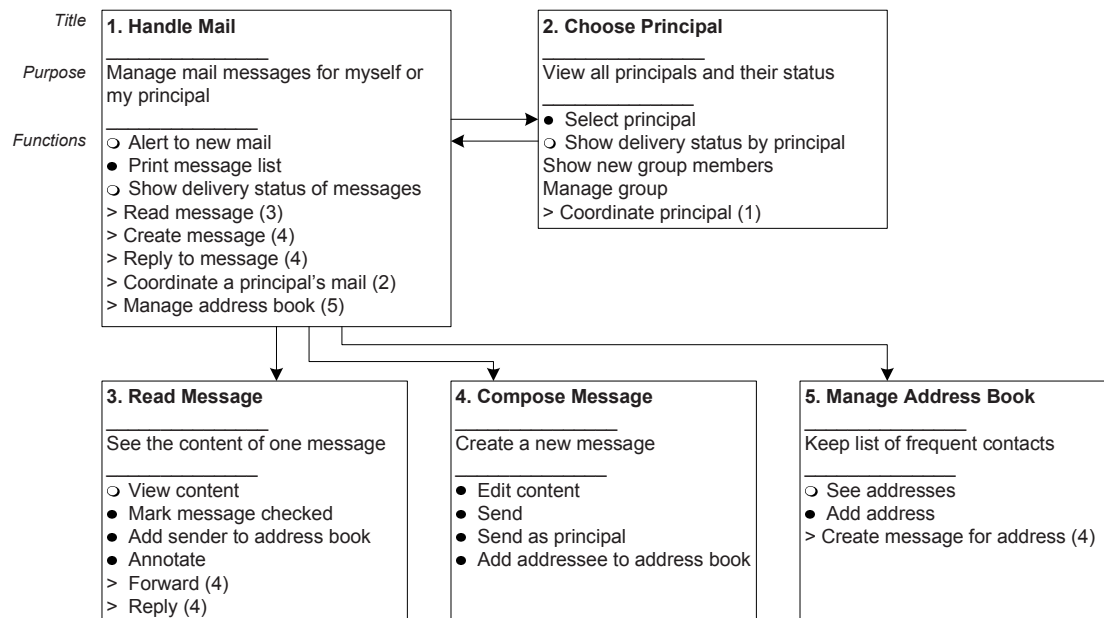 Title
1. Handle Mail
Purpose
Manage mail messages for myself or
my principal
Functions
○ Alert to new mail
● Print message list
○ Show delivery status of messages
> Read message (3)
> Create message (4)
> Reply to message (4)
> Coordinate a principal's mail (2)
> Manage address book (5)
2. Choose Principal
View all principals and their status
● Select principal
○ Show delivery status by principal
Show new group members
Manage group
> Coordinate principal (1)
3. Read Message
See the content of one message
○ View content
● Mark message checked
● Add sender to address book
● Annotate
> Forward (4)
> Reply (4)
4. Compose Message
Create a new message
● Edit content
● Send
● Send as principal
● Add addressee to address book
5. Manage Address Book
Keep list of frequent contacts
○ See addresses
● Add address
> Create message for address (4)